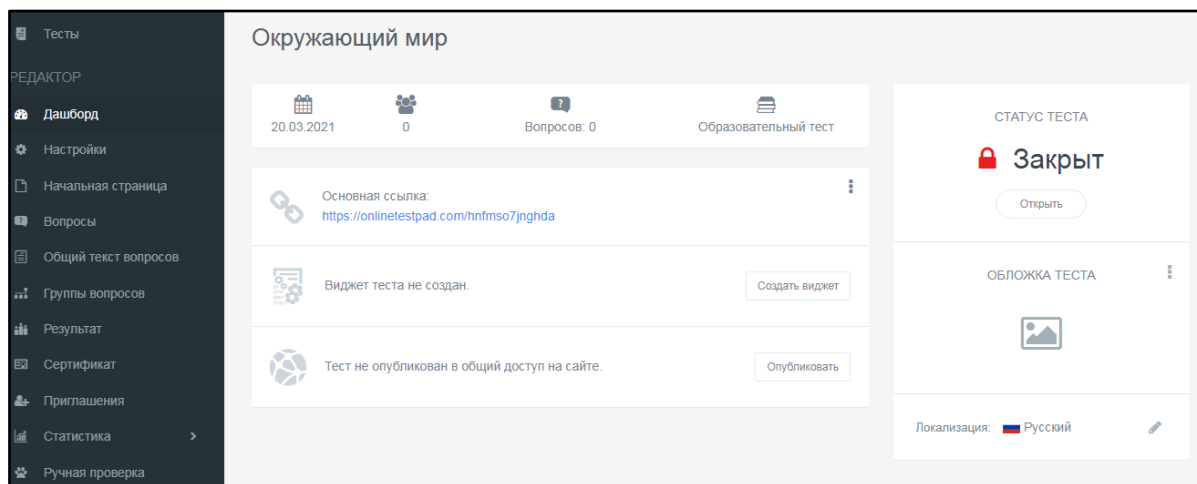 Тесты
РЕДАКТОР
Дашборд
Настройки
Начальная страница
Вопросы
Общий текст вопросов
Группы вопросов
Результат
Сертификат
Приглашения
Статистика
Ручная проверка
Окружающий мир
20.03.2021
0
Вопросов: 0
Образовательный тест
Основная ссылка:
https://onlinetestpad.com/hnfmso7jnghda
Виджет теста не создан.
Создать виджет
Тест не опубликован в общий доступ на сайте.
Опубликовать
СТАТУС ТЕСТА
Закрыт
Открыть
ОБЛОЖКА ТЕСТА
Локализация: Русский